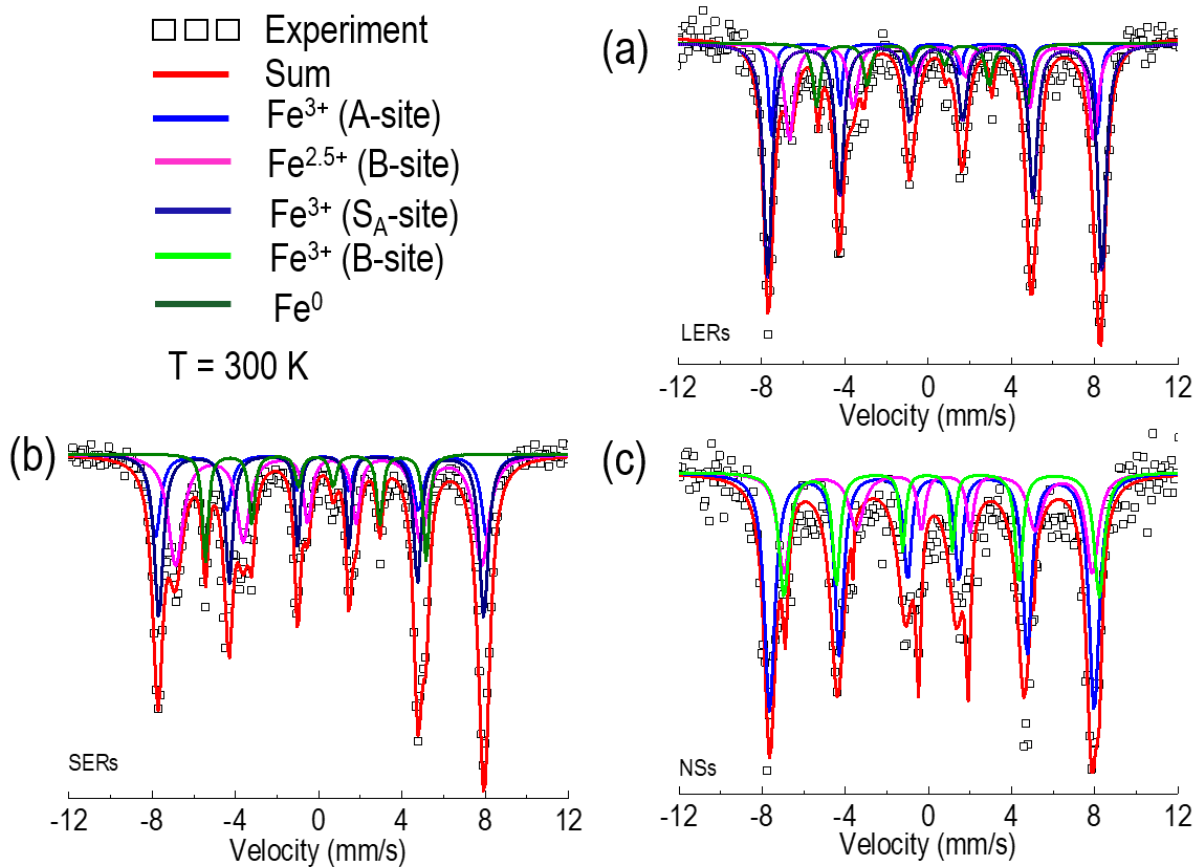 Experiment
Sum
Fe3+ (A-site)
Fe2.5+ (B-site)
Fe3+ (SA-site)
Fe3+ (B-site)
Fe0
T = 300 K
(a)
LERs
-12 -8 -4 0 4 8 12
Velocity (mm/s)
(b)
SERs
-12 -8 -4 0 4 8 12
Velocity (mm/s)
(c)
NSs
-12 -8 -4 0 4 8 12
Velocity (mm/s)